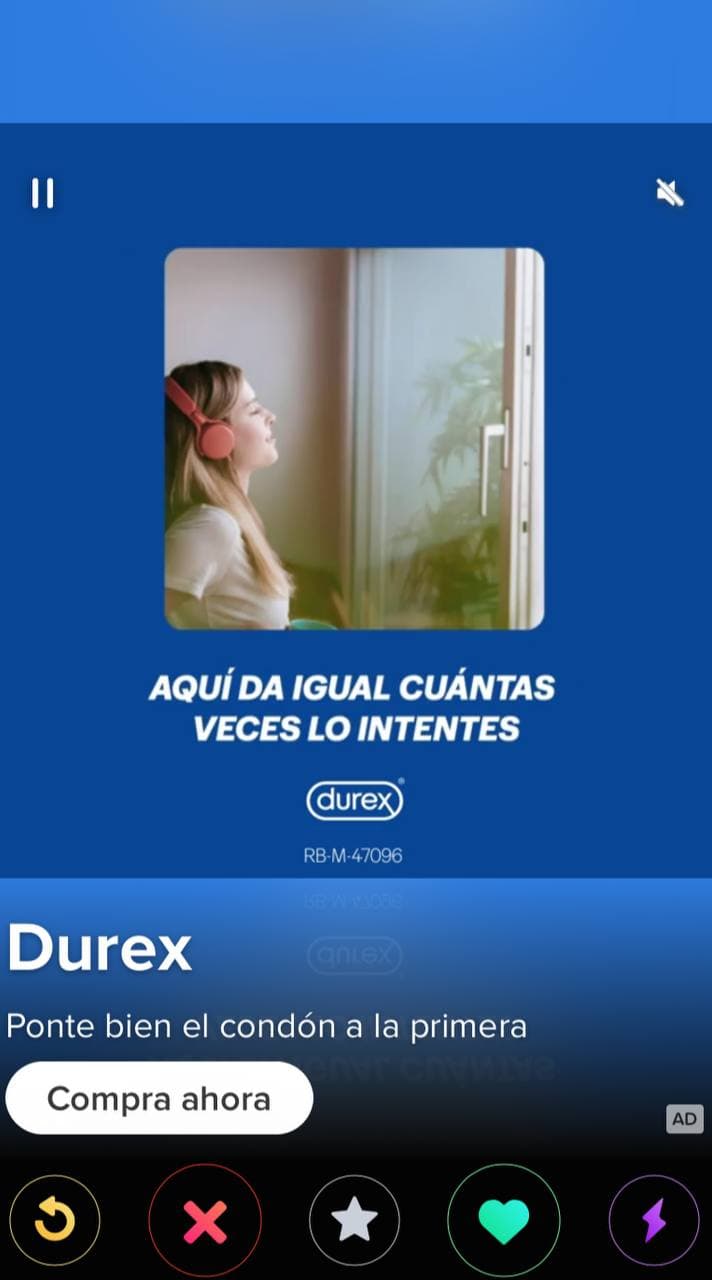 AQUÍ DA IGUAL CUÁNTAS
VECES LO INTENTES
durex®
RB-M-47096
Durex
Ponte bien el condón a la primera
Compra ahora
AD